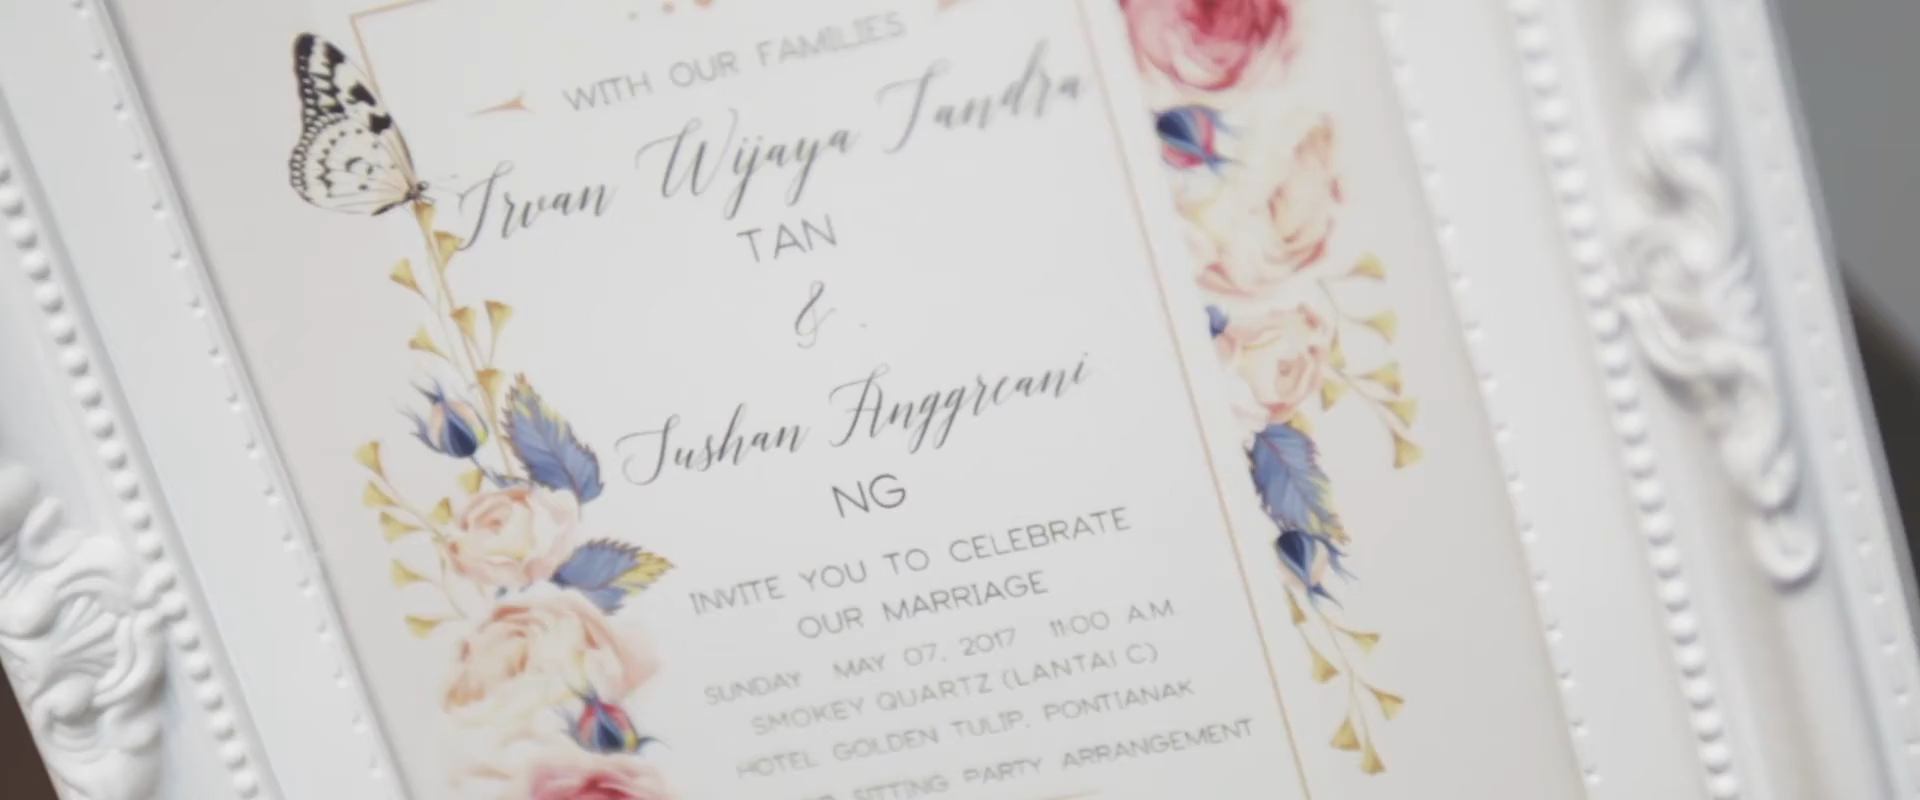 WITH OUR FAMILIES
Irvan Wijaya Tandra
TAN
&
Sushan Anggreani
NG
INVITE YOU TO CELEBRATE
OUR MARRIAGE
SUNDAY MAY 07, 2017 11:00 A.M.
SMOKEY QUARTZ (LANTAI C)
HOTEL GOLDEN TULIP, PONTIANAK
SITTING PARTY ARRANGEMENT